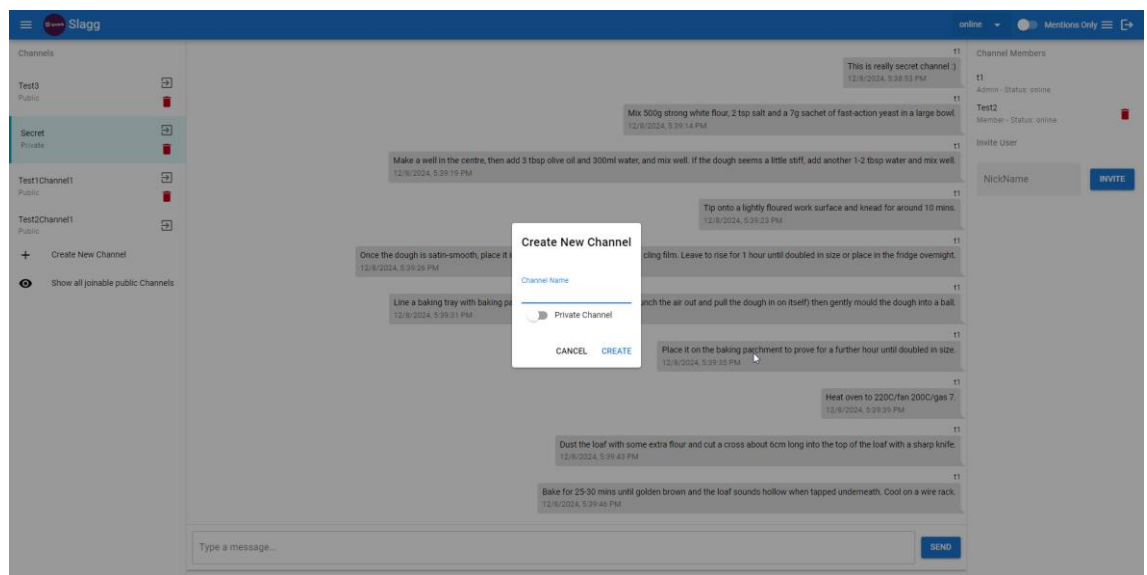 Slagg
online
Mentions Only
Channels
Test3
Public
Secret
Private
Test1Channel1
Public
Test2Channel1
Public
Create New Channel
Show all joinable public Channels
t1
This is really secret channel :)
12/8/2024, 5:38:53 PM
t1
Mix 500g strong white flour, 2 tsp salt and a 7g sachet of fast-action yeast in a large bowl.
12/8/2024, 5:39:14 PM
t1
Make a well in the centre, then add 3 tbsp olive oil and 300ml water, and mix well. If the dough seems a little stiff, add another 1-2 tbsp water and mix well.
12/8/2024, 5:39:19 PM
t1
Tip onto a lightly floured work surface and knead for around 10 mins.
12/8/2024, 5:39:23 PM
t1
Once the dough is satin-smooth, place it i cling film. Leave to rise for 1 hour until doubled in size or place in the fridge overnight.
12/8/2024, 5:39:26 PM
t1
Line a baking tray with baking pa nch the air out and pull the dough in on itself) then gently mould the dough into a ball.
12/8/2024, 5:39:31 PM
t1
Place it on the baking parchment to prove for a further hour until doubled in size.
12/8/2024, 5:39:35 PM
t1
Heat oven to 220C/fan 200C/gas 7.
12/8/2024, 5:39:39 PM
t1
Dust the loaf with some extra flour and cut a cross about 6cm long into the top of the loaf with a sharp knife.
12/8/2024, 5:39:43 PM
t1
Bake for 25-30 mins until golden brown and the loaf sounds hollow when tapped underneath. Cool on a wire rack.
12/8/2024, 5:39:46 PM
Type a message...
SEND
Create New Channel
Channel Name
Private Channel
CANCEL CREATE
Channel Members
t1
Admin - Status: online
Test2
Member - Status: online
Invite User
NickName
INVITE